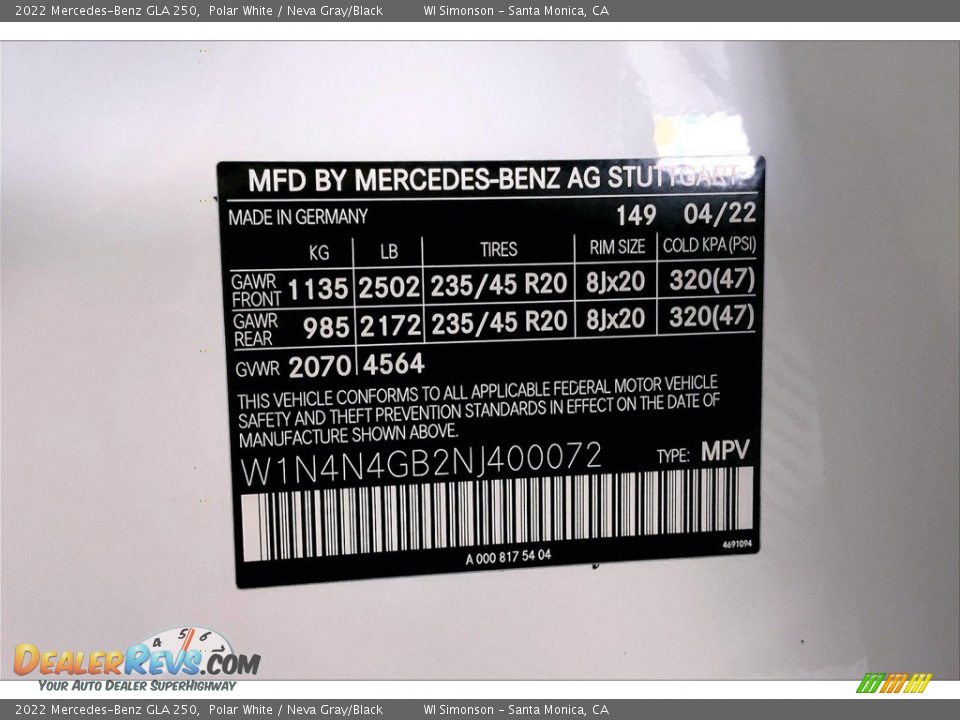 2022 Mercedes-Benz GLA 250, Polar White / Neva Gray/Black WI Simonson - Santa Monica, CA
MFD BY MERCEDES-BENZ AG STUTTGART
MADE IN GERMANY 149 04/22
KG LB TIRES RIM SIZE COLD KPA (PSI)
GAWR FRONT 1135 2502 235/45 R20 8Jx20 320(47)
GAWR REAR 985 2172 235/45 R20 8Jx20 320(47)
GVWR 2070 4564
THIS VEHICLE CONFORMS TO ALL APPLICABLE FEDERAL MOTOR VEHICLE
SAFETY AND THEFT PREVENTION STANDARDS IN EFFECT ON THE DATE OF
MANUFACTURE SHOWN ABOVE.
W1N4N4GB2NJ400072 TYPE: MPV
A 000 817 54 04 4691094
4 5 6 7
DEALERREVS.COM
YOUR AUTO DEALER SUPERHIGHWAY
2022 Mercedes-Benz GLA 250, Polar White / Neva Gray/Black WI Simonson - Santa Monica, CA